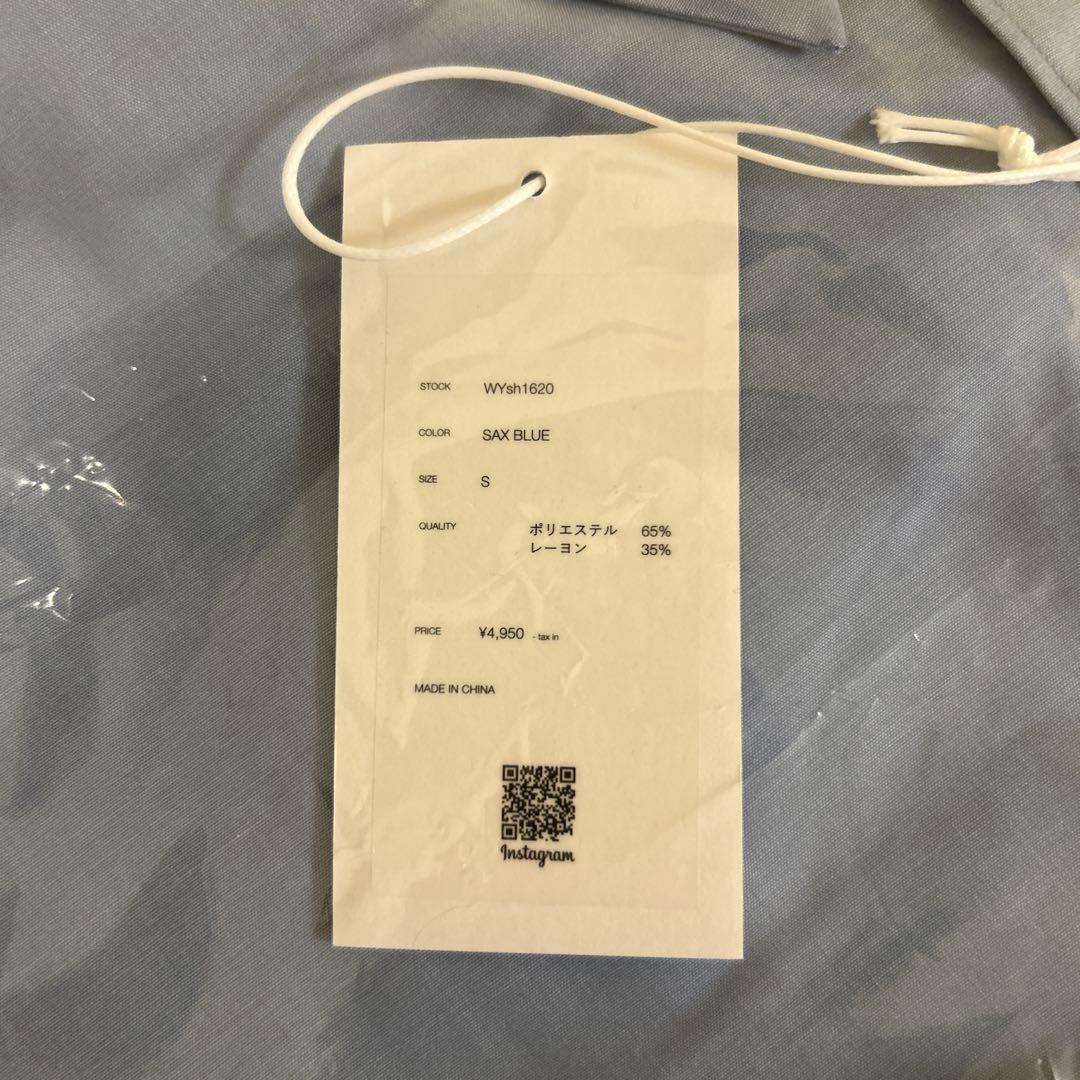 STOCK WYsh1620
COLOR SAX BLUE
SIZE S
QUALITY ポリエステル 65%
レーヨン 35%
PRICE ¥4,950 - tax in
MADE IN CHINA
Instagram